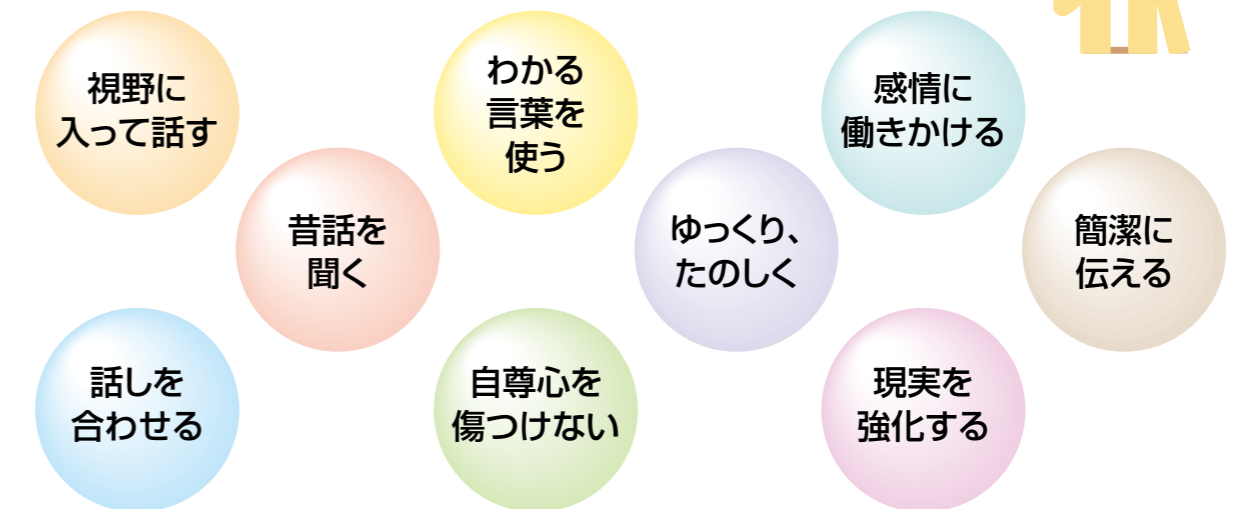 視野に
入って話す
わかる
言葉を
使う
感情に
働きかける
昔話を
聞く
ゆっくり、
たのしく
簡潔に
伝える
話しを
合わせる
自尊心を
傷つけない
現実を
強化する